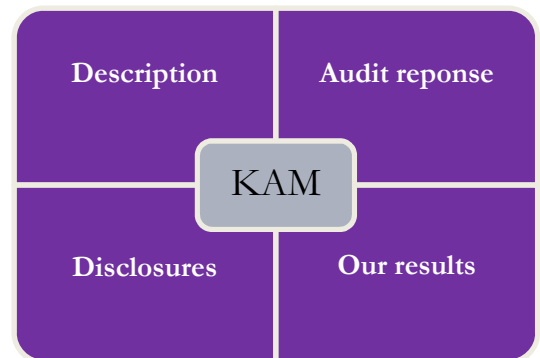 Description
Audit reponse
KAM
Disclosures
Our results